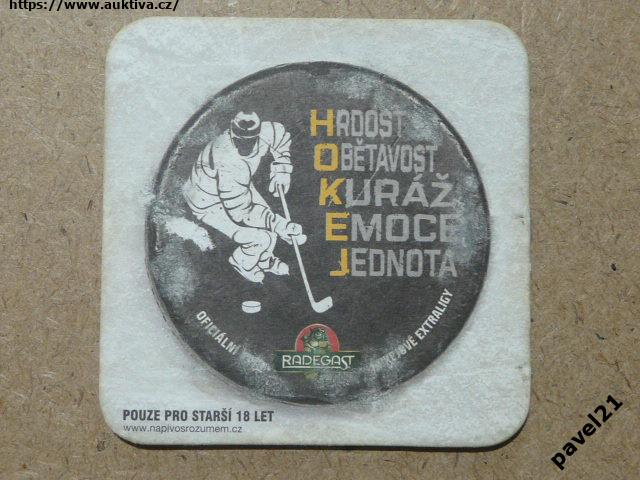 https://www.auktiva.cz/
HRDOST
OBĚTAVOST
KURÁŽ
EMOCE
JEDNOTA
OFICIÁLNÍ
EXTRALIGY
RADEGAST
POUZE PRO STARŠÍ 18 LET
www.napivosrozumem.cz
pavel21